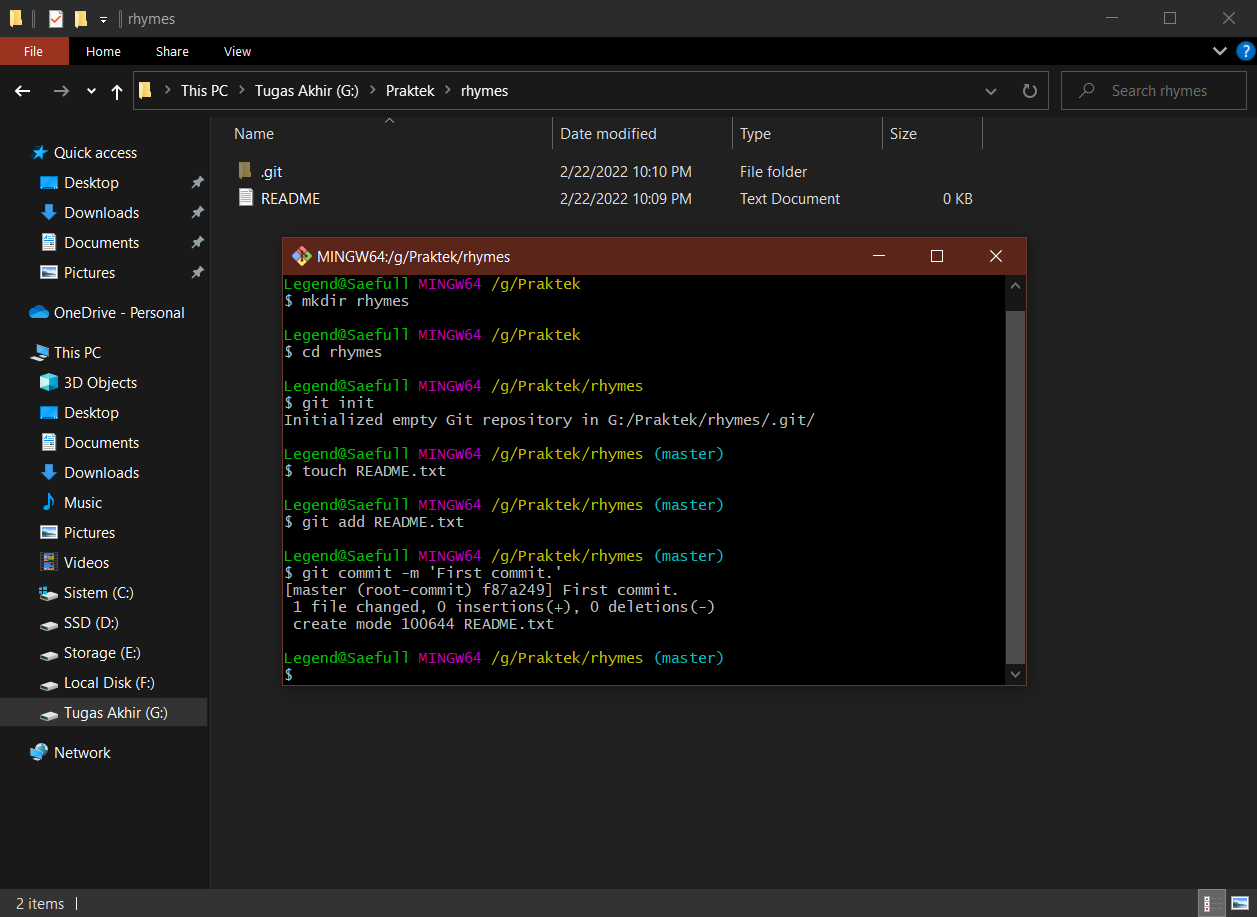 rhymes
File Home Share View
This PC Tugas Akhir (G:) Praktek rhymes
Search rhymes
Name Date modified Type Size
.git 2/22/2022 10:10 PM File folder
README 2/22/2022 10:09 PM Text Document 0 KB
Quick access
Desktop
Downloads
Documents
Pictures
OneDrive - Personal
This PC
3D Objects
Desktop
Documents
Downloads
Music
Pictures
Videos
Sistem (C:)
SSD (D:)
Storage (E:)
Local Disk (F:)
Tugas Akhir (G:)
Network
MINGW64:/g/Praktek/rhymes
Legend@Saefull MINGW64 /g/Praktek
$ mkdir rhymes
Legend@Saefull MINGW64 /g/Praktek
$ cd rhymes
Legend@Saefull MINGW64 /g/Praktek/rhymes
$ git init
Initialized empty Git repository in G:/Praktek/rhymes/.git/
Legend@Saefull MINGW64 /g/Praktek/rhymes (master)
$ touch README.txt
Legend@Saefull MINGW64 /g/Praktek/rhymes (master)
$ git add README.txt
Legend@Saefull MINGW64 /g/Praktek/rhymes (master)
$ git commit -m 'First commit.'
[master (root-commit) f87a249] First commit.
1 file changed, 0 insertions(+), 0 deletions(-)
create mode 100644 README.txt
Legend@Saefull MINGW64 /g/Praktek/rhymes (master)
$
2 items